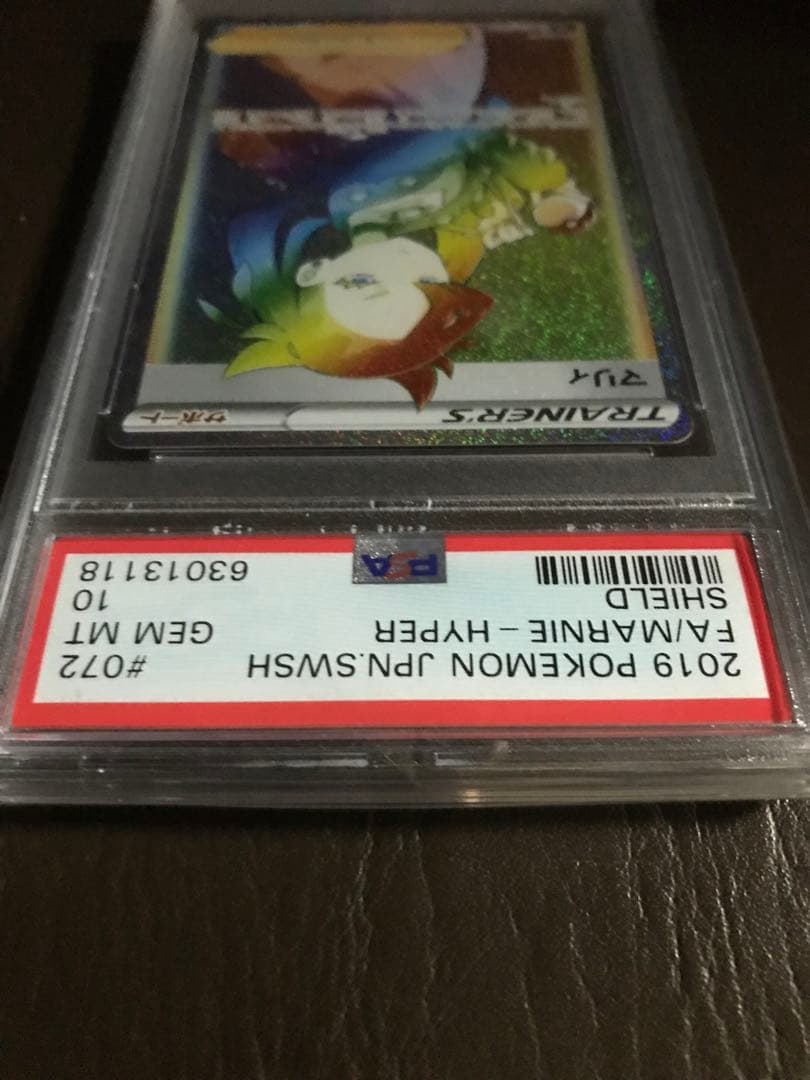 2019 POKEMON JPN.SWSH #072
FA/MARNIE – HYPER GEM MT
SHIELD 10
PSA 63013118
TRAINER'S サポート
マリィ